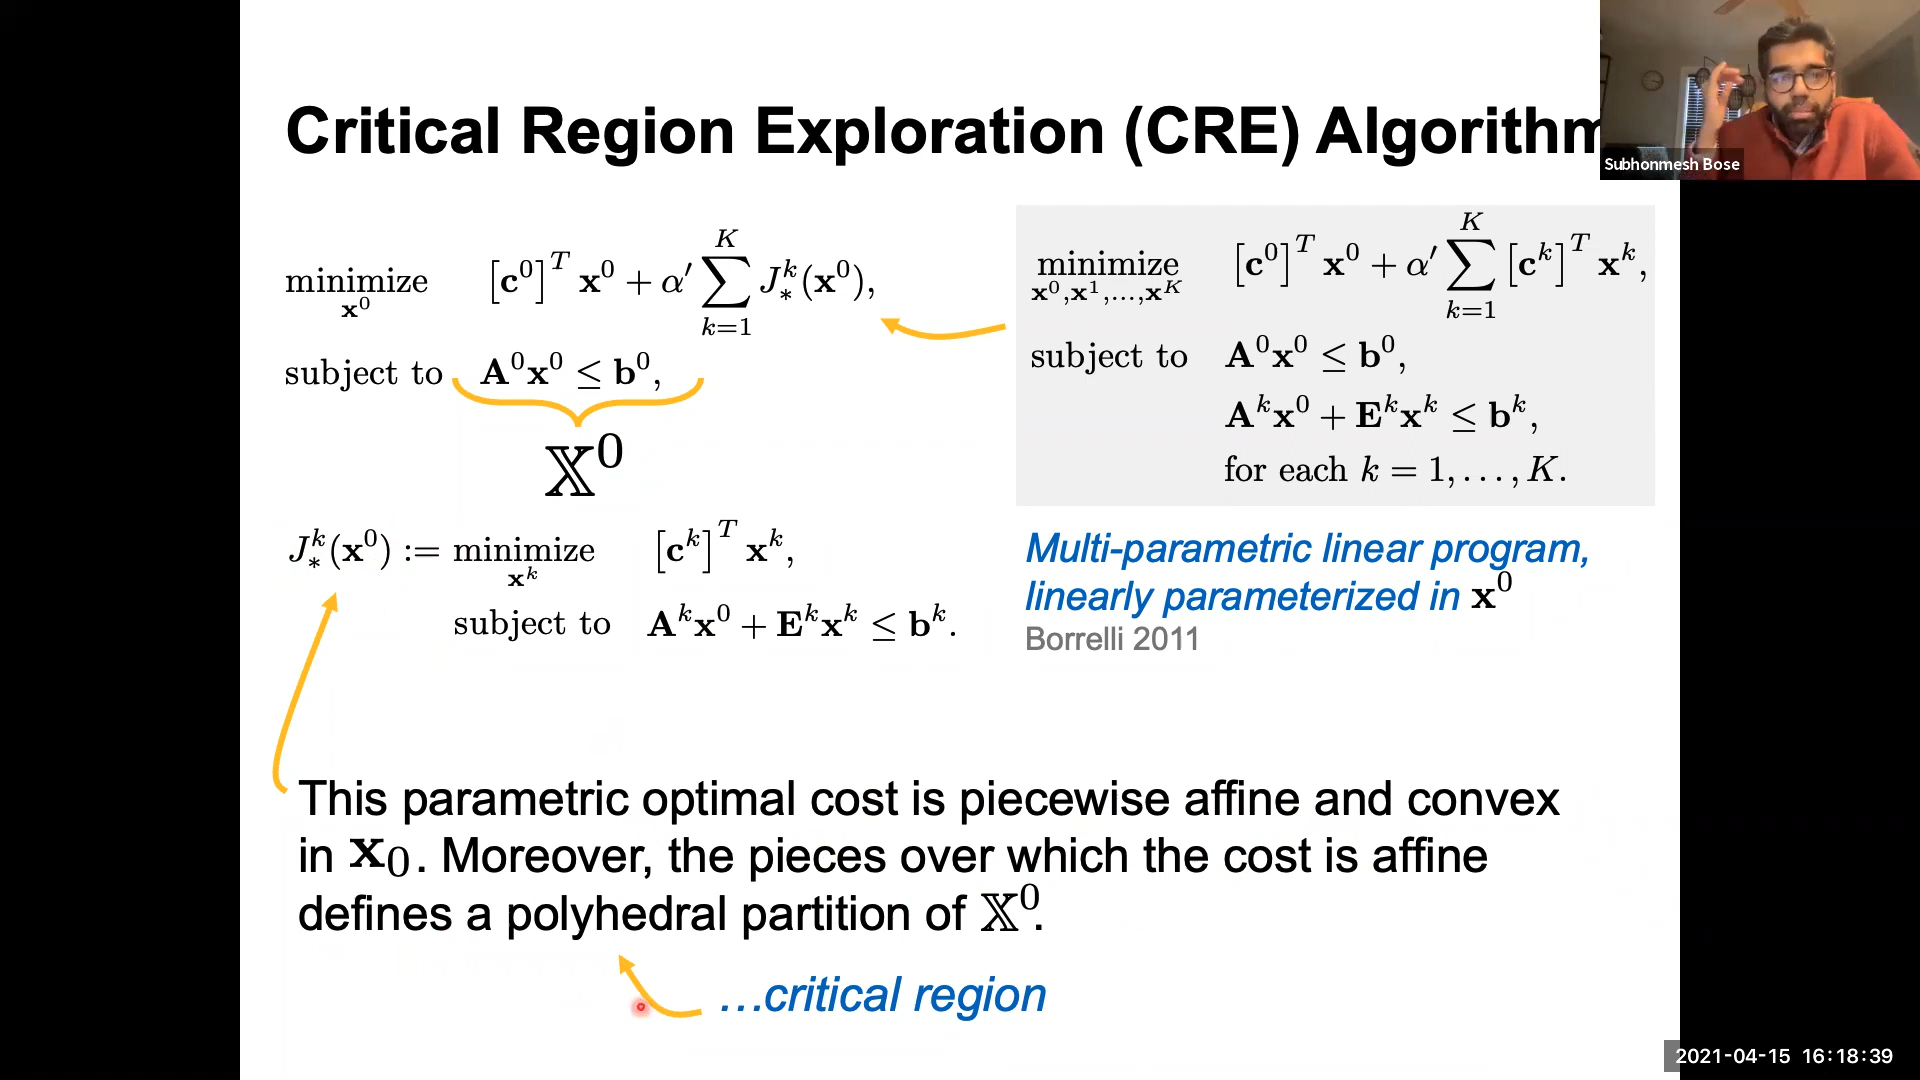 Critical Region Exploration (CRE) Algorithm
minimize [c⁰]ᵀ x⁰ + α′ ∑ J∗ᵏ(x⁰),
x⁰
K
k=1
subject to A⁰x⁰ ≤ b⁰,
𝕏⁰
J∗ᵏ(x⁰) := minimize [cᵏ]ᵀ xᵏ,
xᵏ
subject to Aᵏx⁰ + Eᵏxᵏ ≤ bᵏ.
minimize [c⁰]ᵀ x⁰ + α′ ∑ [cᵏ]ᵀ xᵏ,
x⁰,x¹,...,xᴷ
K
k=1
subject to A⁰x⁰ ≤ b⁰,
Aᵏx⁰ + Eᵏxᵏ ≤ bᵏ,
for each k = 1, . . . , K.
Multi-parametric linear program,
linearly parameterized in x⁰
Borrelli 2011
This parametric optimal cost is piecewise affine and convex
in x₀. Moreover, the pieces over which the cost is affine
defines a polyhedral partition of 𝕏⁰.
...critical region
Subhonmesh Bose
2021-04-15 16:18:39